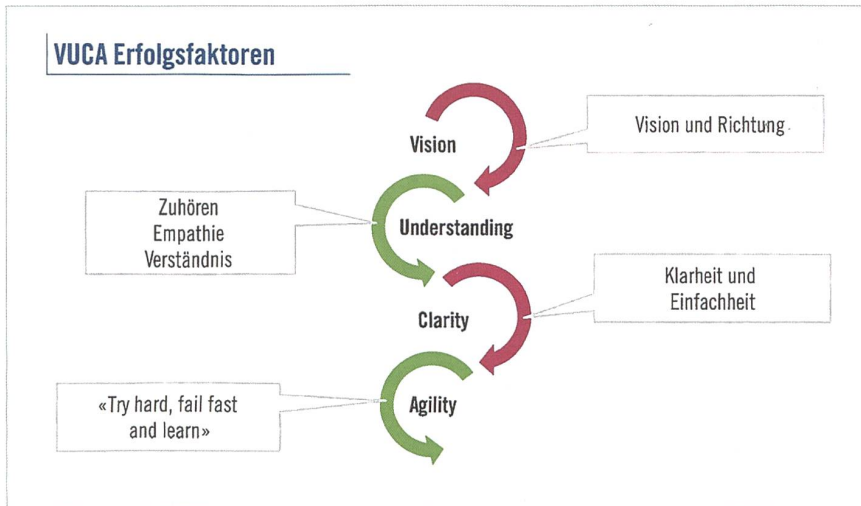 VUCA Erfolgsfaktoren
Vision
Vision und Richtung
Zuhören
Empathie
Verständnis
Understanding
Klarheit und
Einfachheit
Clarity
«Try hard, fail fast
and learn»
Agility